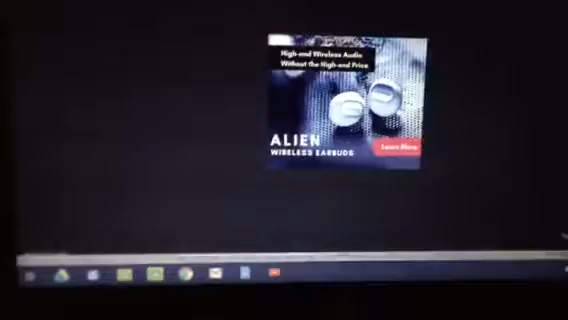 High-end Wireless Audio
Without the High-end Price
ALIEN
WIRELESS EARBUDS
Learn More